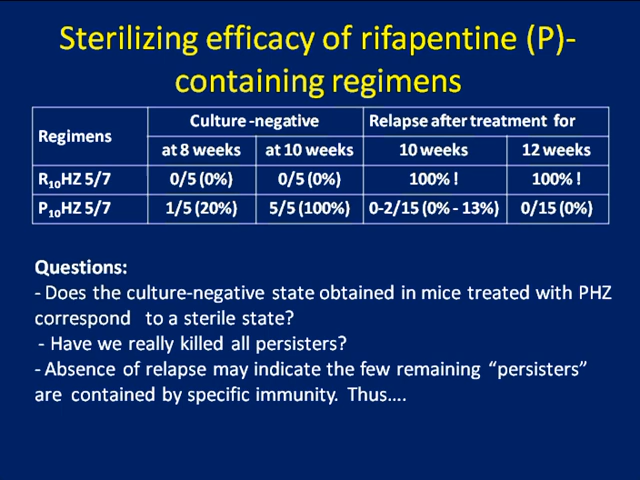 Sterilizing efficacy of rifapentine (P)-
containing regimens
Regimens Culture -negative Relapse after treatment for
at 8 weeks at 10 weeks 10 weeks 12 weeks
R10HZ 5/7 0/5 (0%) 0/5 (0%) 100% ! 100% !
P10HZ 5/7 1/5 (20%) 5/5 (100%) 0-2/15 (0% - 13%) 0/15 (0%)
Questions:
- Does the culture-negative state obtained in mice treated with PHZ
correspond to a sterile state?
- Have we really killed all persisters?
- Absence of relapse may indicate the few remaining “persisters”
are contained by specific immunity. Thus….